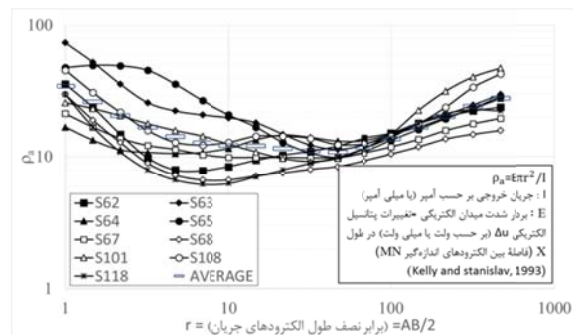 100
10
1
ρa
1 10 100 1000
S62 S63
S64 S65
S67 S68
S101 S108
S118 AVERAGE
ρa=Eπr²/I
I : جریان خروجی بر حسب آمپر (یا میلی آمپر)
E : بردار شدت میدان الکتریکی =تغییرات پتانسیل
الکتریکی Δu (بر حسب ولت یا میلی ولت) در طول
X (فاصلهٔ بین الکترودهای اندازه‌گیر MN)
(Kelly and stanislav, 1993)
r = (برابر نصف طول الکترودهای جریان) =AB/2